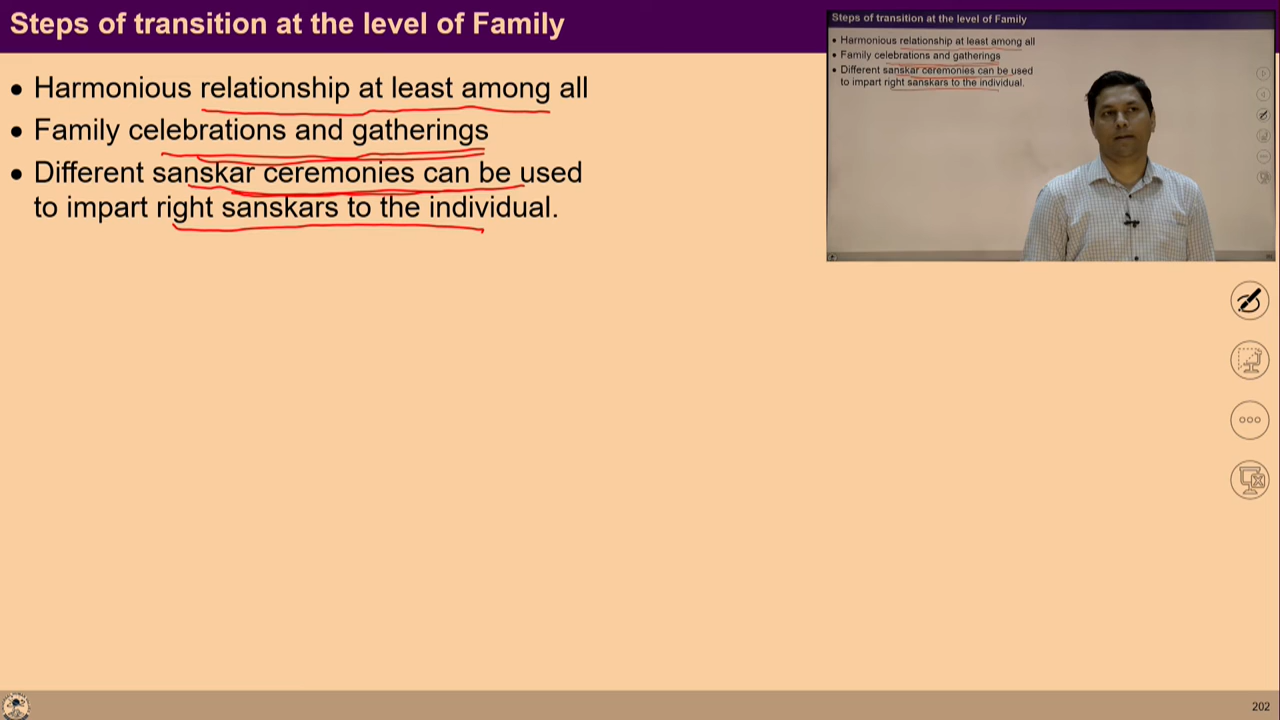 Steps of transition at the level of Family
• Harmonious relationship at least among all
• Family celebrations and gatherings
• Different sanskar ceremonies can be used
to impart right sanskars to the individual.
Steps of transition at the level of Family
• Harmonious relationship at least among all
• Family celebrations and gatherings
• Different sanskar ceremonies can be used
to impart right sanskars to the individual.
202